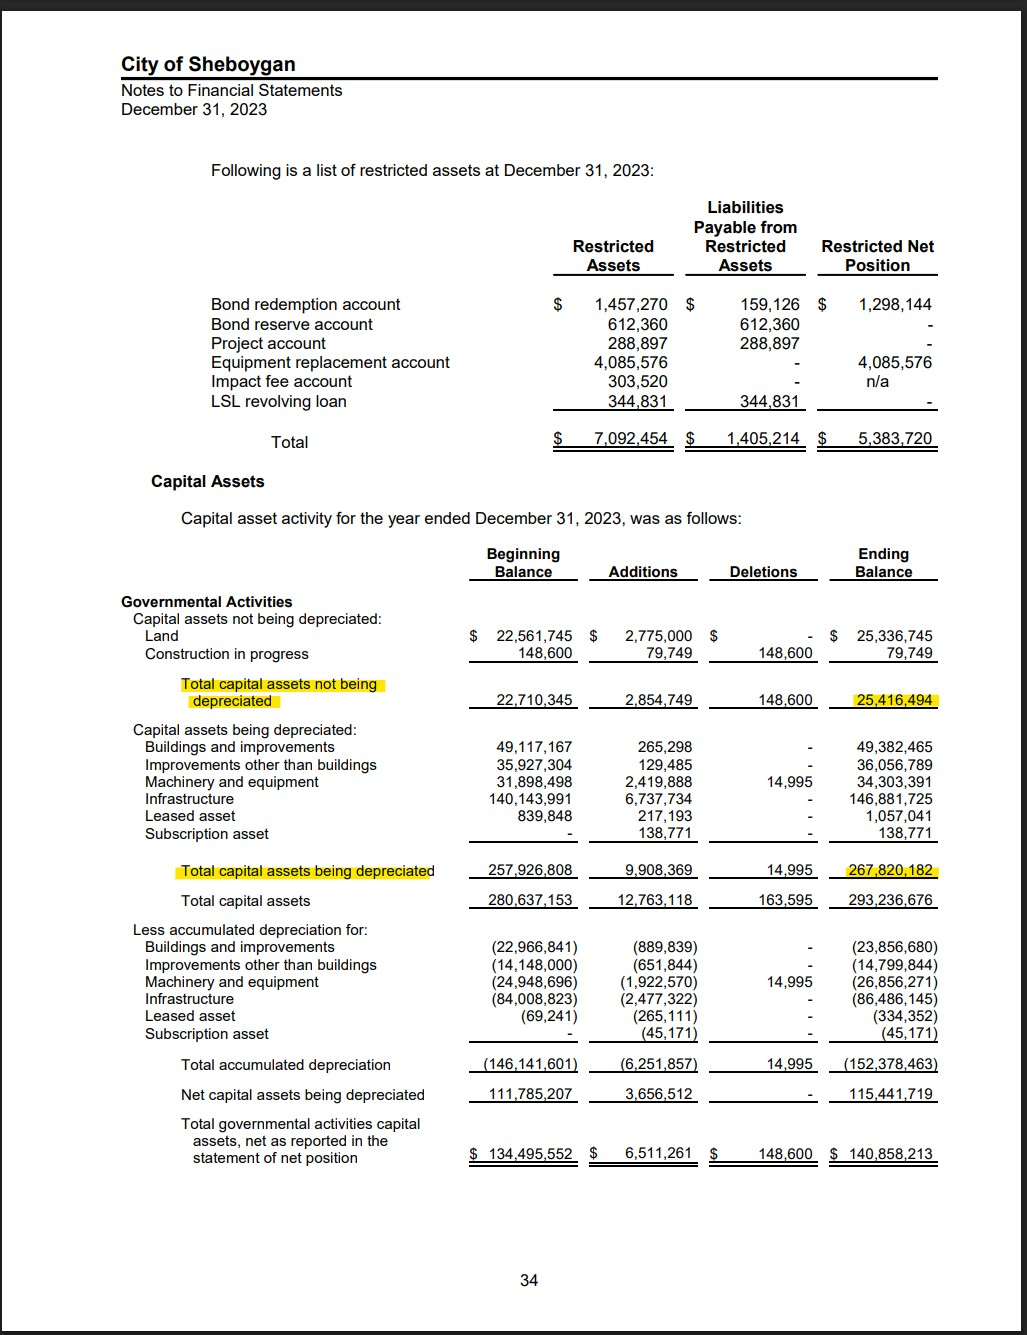 City of Sheboygan
Notes to Financial Statements
December 31, 2023
Following is a list of restricted assets at December 31, 2023:
Liabilities
Payable from
Restricted Restricted Restricted Net
Assets Assets Position
Bond redemption account $ 1,457,270 $ 159,126 $ 1,298,144
Bond reserve account 612,360 612,360 -
Project account 288,897 288,897 -
Equipment replacement account 4,085,576 - 4,085,576
Impact fee account 303,520 - n/a
LSL revolving loan 344,831 344,831 -
Total $ 7,092,454 $ 1,405,214 $ 5,383,720
Capital Assets
Capital asset activity for the year ended December 31, 2023, was as follows:
Beginning Ending
Balance Additions Deletions Balance
Governmental Activities
Capital assets not being depreciated:
Land $ 22,561,745 $ 2,775,000 $ - $ 25,336,745
Construction in progress 148,600 79,749 148,600 79,749
Total capital assets not being
depreciated 22,710,345 2,854,749 148,600 25,416,494
Capital assets being depreciated:
Buildings and improvements 49,117,167 265,298 - 49,382,465
Improvements other than buildings 35,927,304 129,485 - 36,056,789
Machinery and equipment 31,898,498 2,419,888 14,995 34,303,391
Infrastructure 140,143,991 6,737,734 - 146,881,725
Leased asset 839,848 217,193 - 1,057,041
Subscription asset - 138,771 - 138,771
Total capital assets being depreciated 257,926,808 9,908,369 14,995 267,820,182
Total capital assets 280,637,153 12,763,118 163,595 293,236,676
Less accumulated depreciation for:
Buildings and improvements (22,966,841) (889,839) - (23,856,680)
Improvements other than buildings (14,148,000) (651,844) - (14,799,844)
Machinery and equipment (24,948,696) (1,922,570) 14,995 (26,856,271)
Infrastructure (84,008,823) (2,477,322) - (86,486,145)
Leased asset (69,241) (265,111) - (334,352)
Subscription asset - (45,171) - (45,171)
Total accumulated depreciation (146,141,601) (6,251,857) 14,995 (152,378,463)
Net capital assets being depreciated 111,785,207 3,656,512 - 115,441,719
Total governmental activities capital
assets, net as reported in the
statement of net position $ 134,495,552 $ 6,511,261 $ 148,600 $ 140,858,213
34